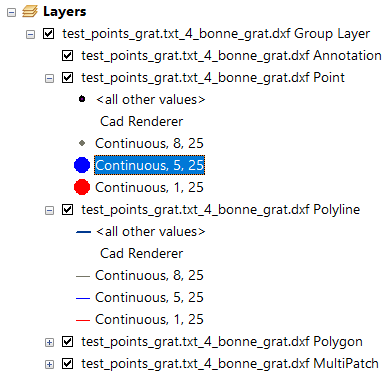 Layers
test_points_grat.txt_4_bonne_grat.dxf Group Layer
test_points_grat.txt_4_bonne_grat.dxf Annotation
test_points_grat.txt_4_bonne_grat.dxf Point
<all other values>
Cad Renderer
Continuous, 8, 25
Continuous, 5, 25
Continuous, 1, 25
test_points_grat.txt_4_bonne_grat.dxf Polyline
<all other values>
Cad Renderer
Continuous, 8, 25
Continuous, 5, 25
Continuous, 1, 25
test_points_grat.txt_4_bonne_grat.dxf Polygon
test_points_grat.txt_4_bonne_grat.dxf MultiPatch